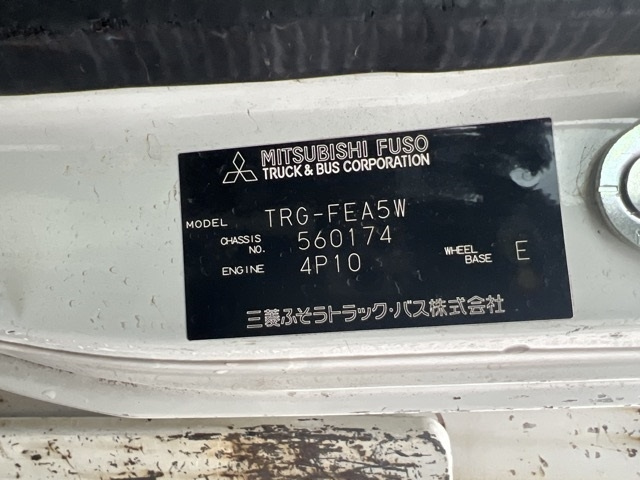 MITSUBISHI FUSO
TRUCK & BUS CORPORATION
MODEL TRG-FEA5W
CHASSIS NO. 560174
ENGINE 4P10 WHEEL BASE E
三菱ふそうトラック・バス株式会社